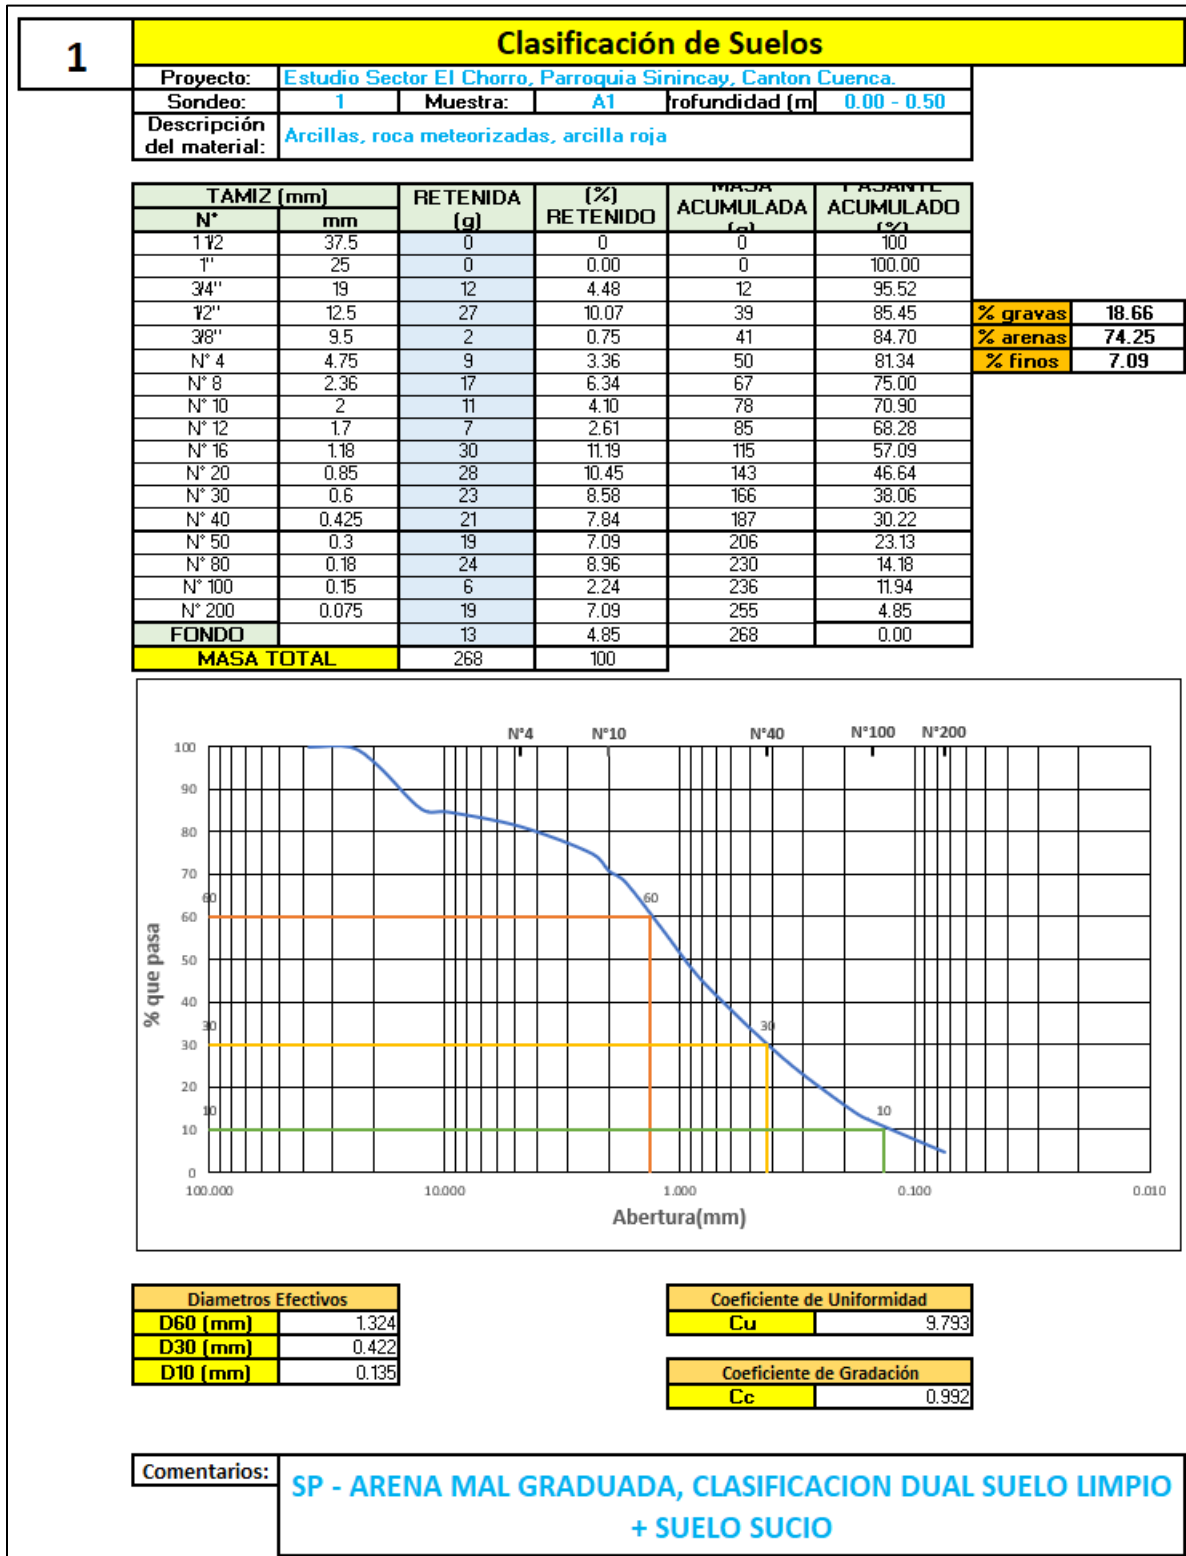 1
Clasificación de Suelos
Proyecto: Estudio Sector El Chorro, Parroquia Sinincay, Canton Cuenca.
Sondeo: 1 Muestra: A1 rofundidad (m 0.00 - 0.50
Descripción del material: Arcillas, roca meteorizadas, arcilla roja
TAMIZ (mm) RETENIDA (g) (%) RETENIDO MASA ACUMULADA (g) PASANTE ACUMULADO (%)
N° mm
1 1/2 37.5 0 0 0 100
1'' 25 0 0.00 0 100.00
3/4'' 19 12 4.48 12 95.52
1/2'' 12.5 27 10.07 39 85.45
3/8'' 9.5 2 0.75 41 84.70
N° 4 4.75 9 3.36 50 81.34
N° 8 2.36 17 6.34 67 75.00
N° 10 2 11 4.10 78 70.90
N° 12 1.7 7 2.61 85 68.28
N° 16 1.18 30 11.19 115 57.09
N° 20 0.85 28 10.45 143 46.64
N° 30 0.6 23 8.58 166 38.06
N° 40 0.425 21 7.84 187 30.22
N° 50 0.3 19 7.09 206 23.13
N° 80 0.18 24 8.96 230 14.18
N° 100 0.15 6 2.24 236 11.94
N° 200 0.075 19 7.09 255 4.85
FONDO 13 4.85 268 0.00
MASA TOTAL 268 100
% gravas 18.66
% arenas 74.25
% finos 7.09
N°4 N°10 N°40 N°100 N°200
100
90
80
70
60 60
60
50
40
30 30
30
20
10 10
10
0
% que pasa
100.000 10.000 1.000 0.100 0.010
Abertura(mm)
Diametros Efectivos
D60 (mm) 1.324
D30 (mm) 0.422
D10 (mm) 0.135
Coeficiente de Uniformidad
Cu 9.793
Coeficiente de Gradación
Cc 0.992
Comentarios:
SP - ARENA MAL GRADUADA, CLASIFICACION DUAL SUELO LIMPIO
+ SUELO SUCIO